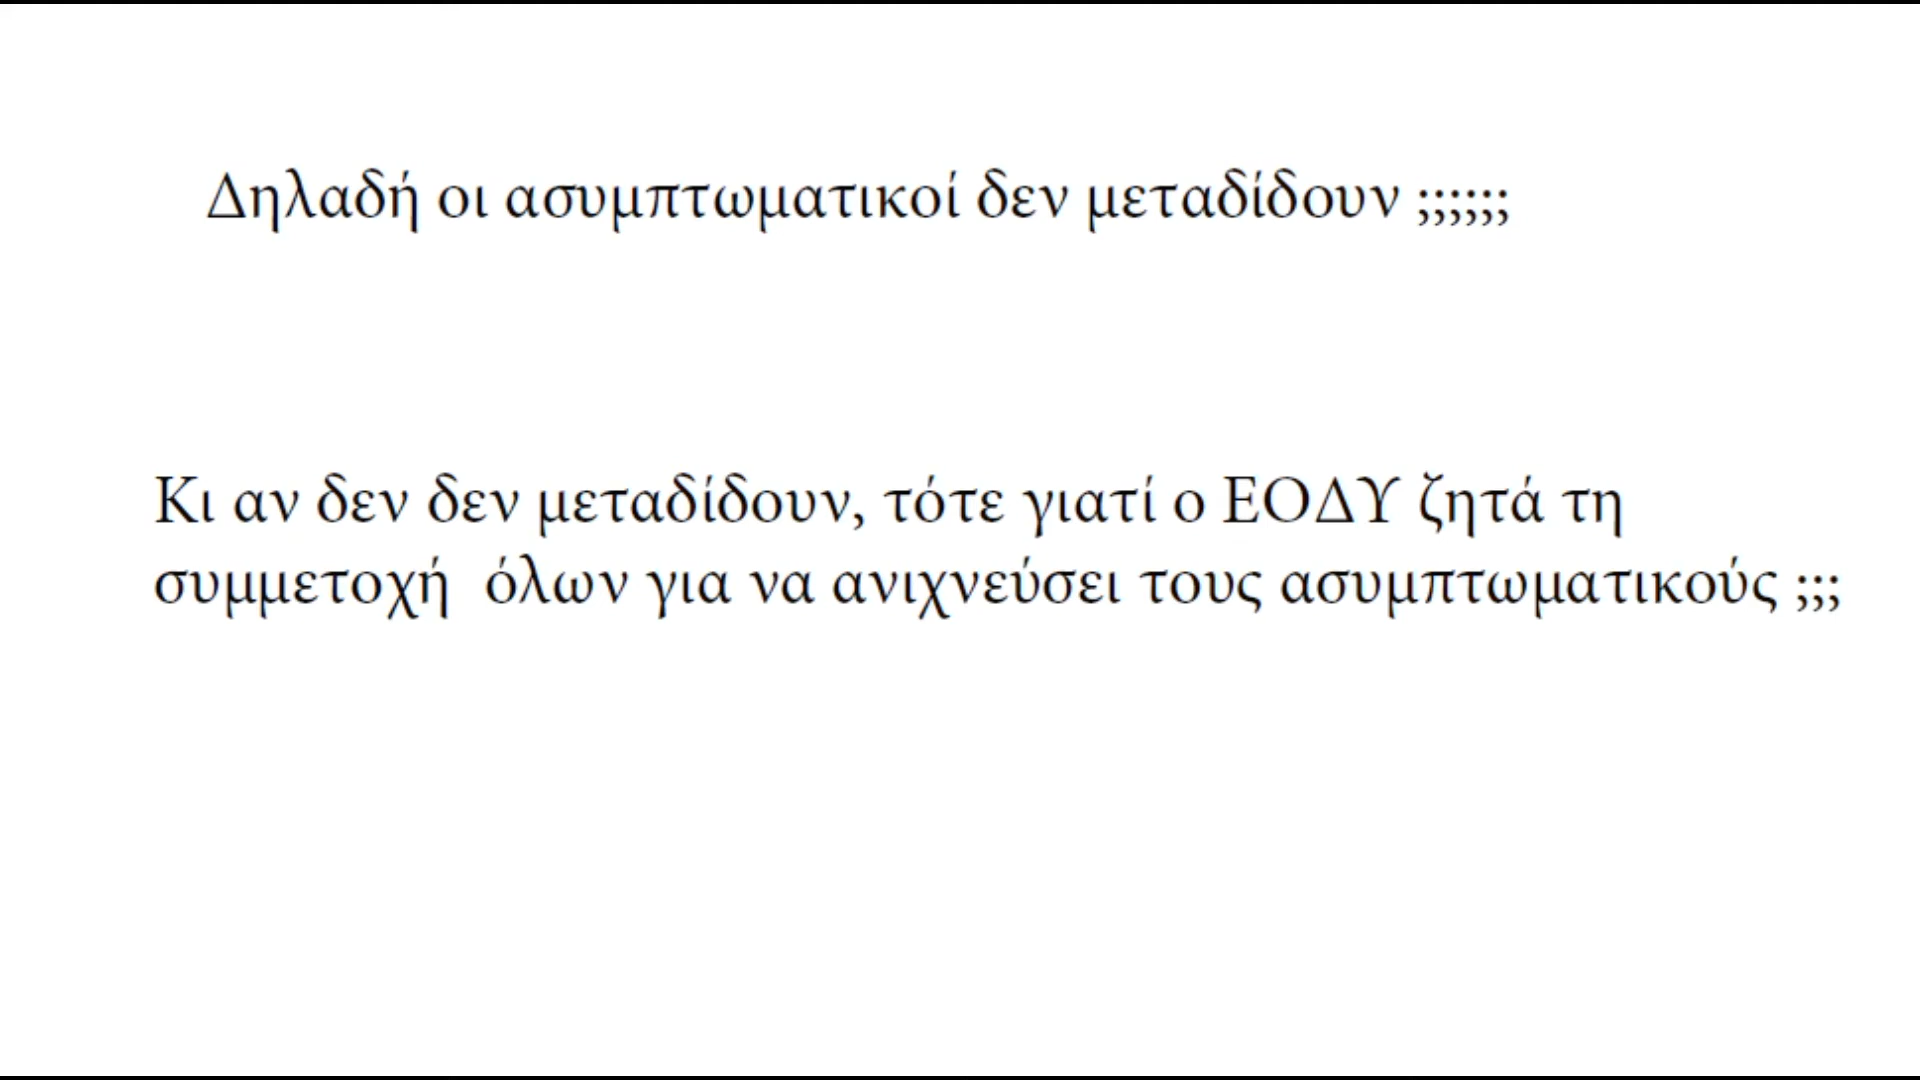 Δηλαδή οι ασυμπτωματικοί δεν μεταδίδουν ;;;;;;
Κι αν δεν δεν μεταδίδουν, τότε γιατί ο ΕΟΔΥ ζητά τη
συμμετοχή  όλων για να ανιχνεύσει τους ασυμπτωματικούς ;;;